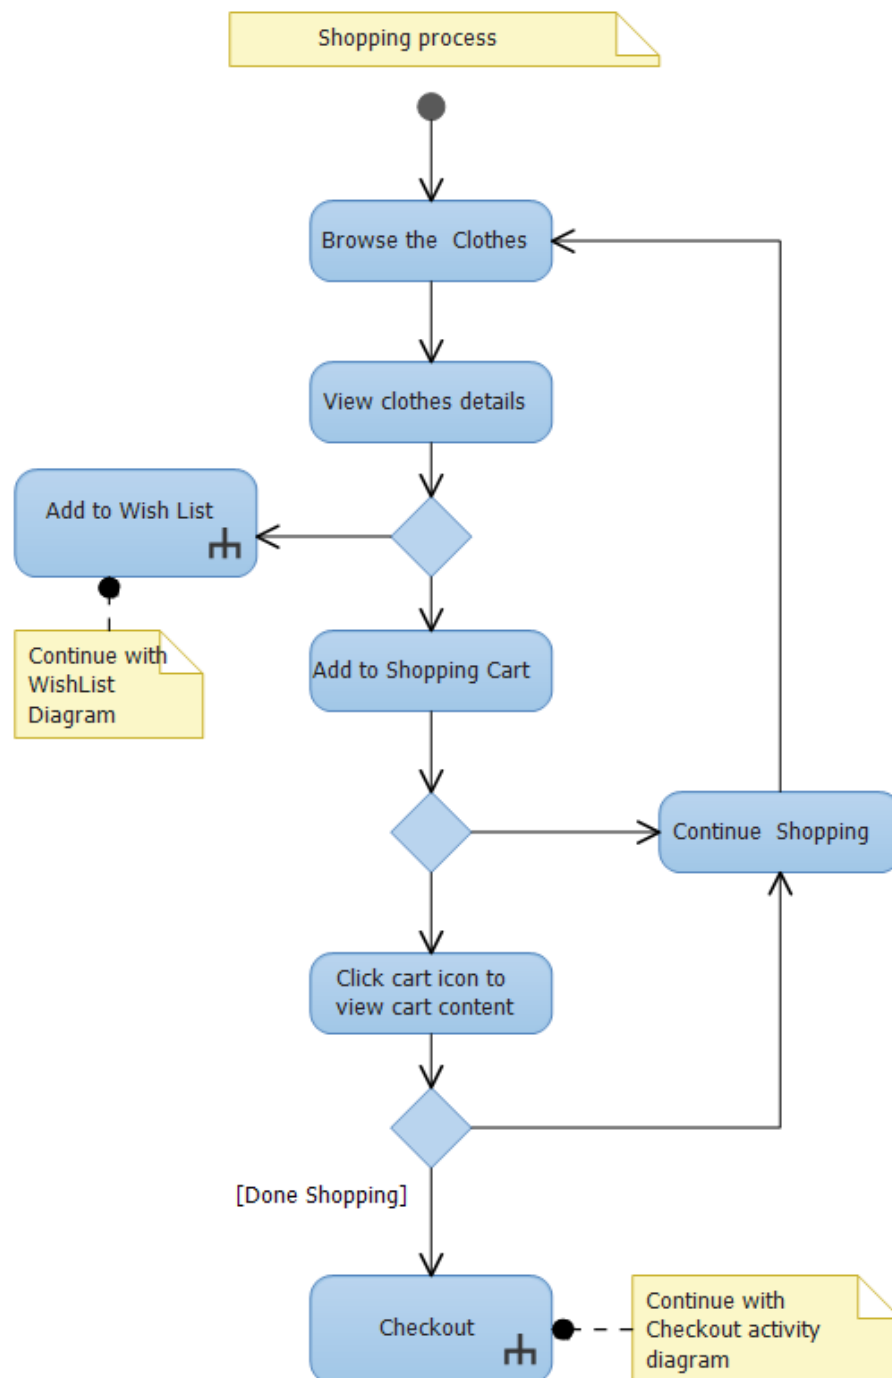 Shopping process
Browse the  Clothes
View clothes details
Add to Wish List
Continue with
WishList
Diagram
Add to Shopping Cart
Continue  Shopping
Click cart icon to
view cart content
[Done Shopping]
Checkout
Continue with
Checkout activity
diagram